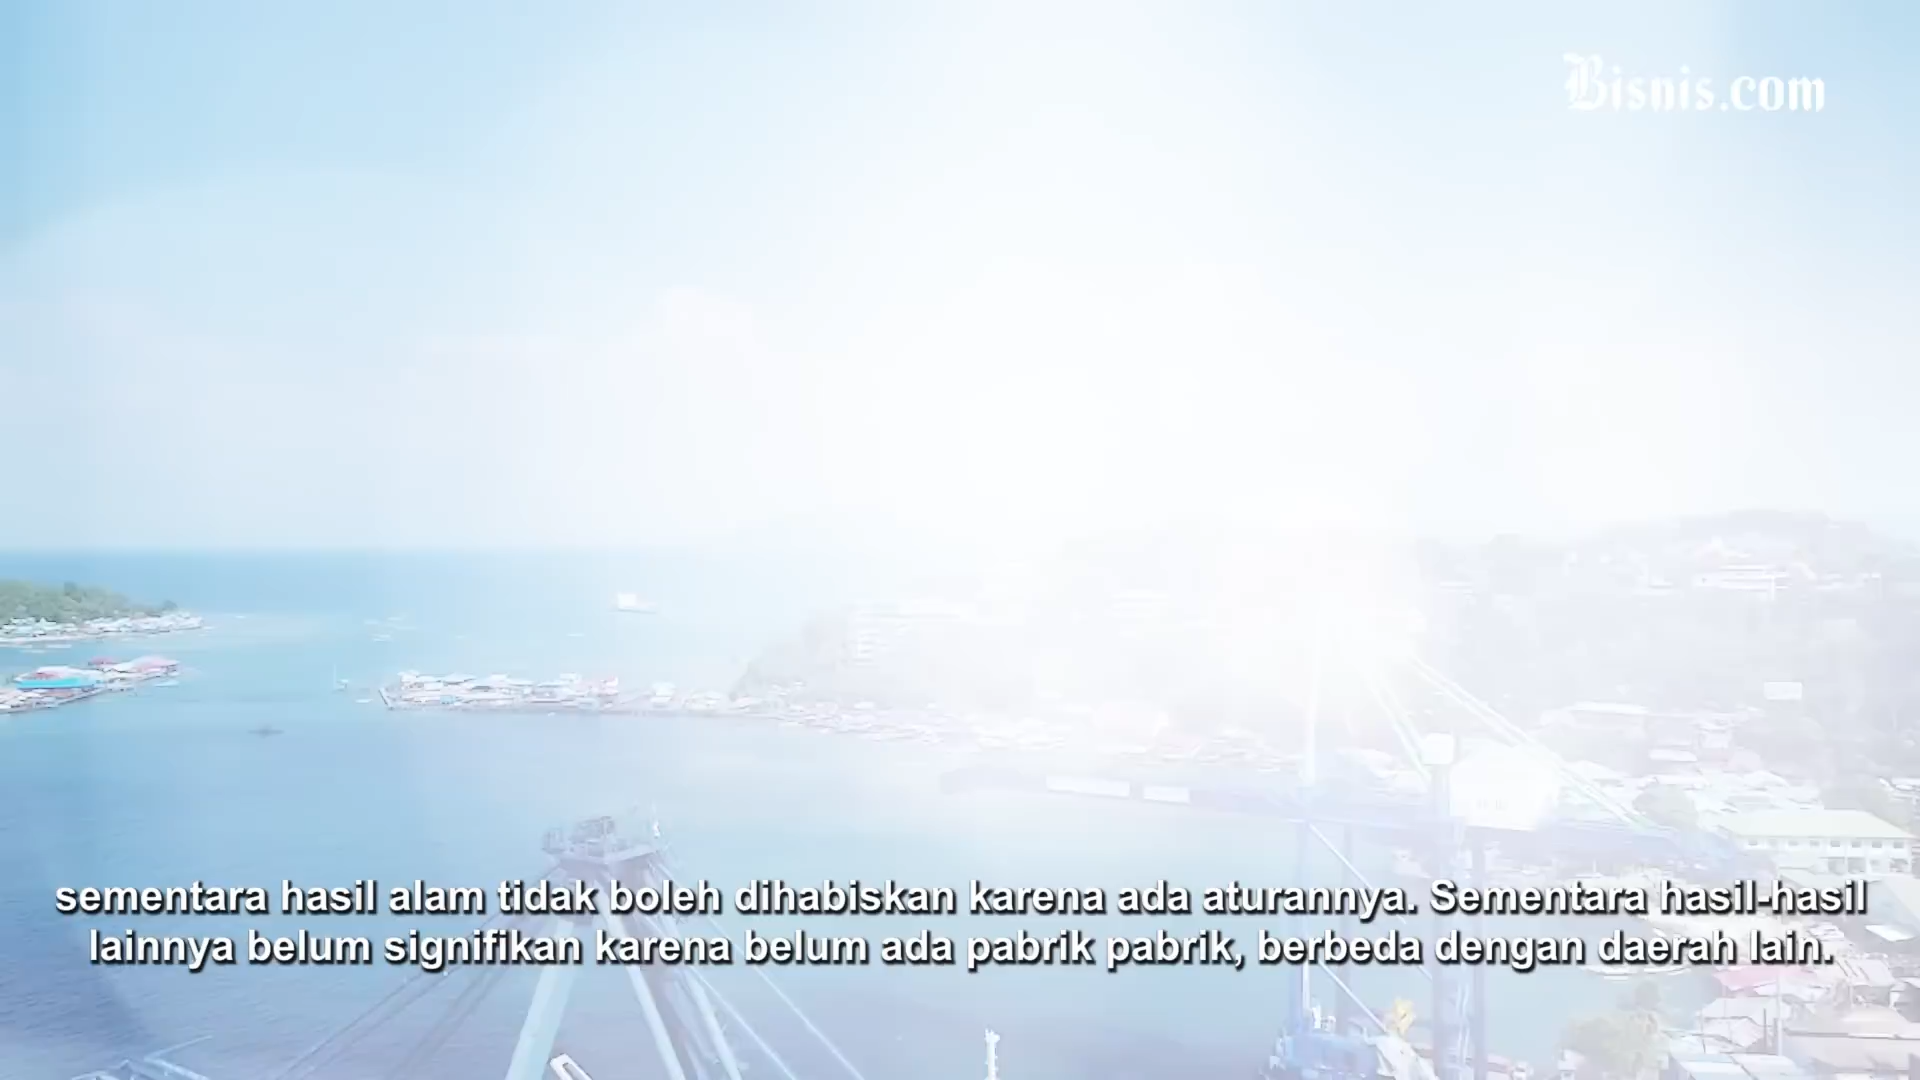 Bisnis.com
sementara hasil alam tidak boleh dihabiskan karena ada aturannya. Sementara hasil-hasil
lainnya belum signifikan karena belum ada pabrik pabrik, berbeda dengan daerah lain.